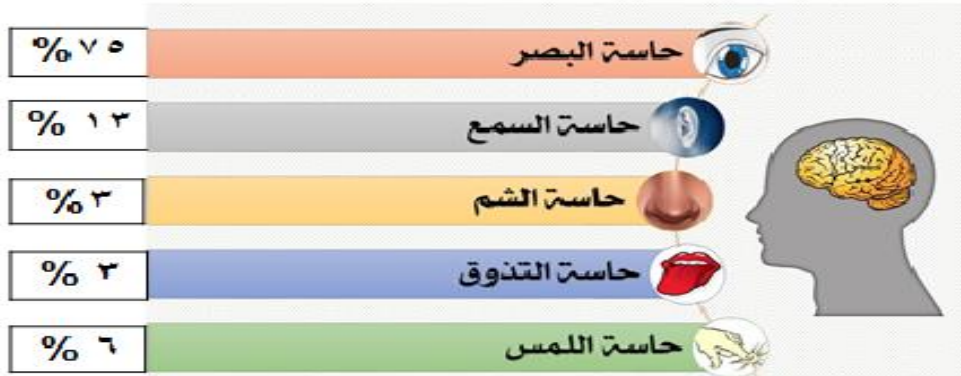 حاسة البصر ٧٥ %
حاسة السمع ١٣ %
حاسة الشم ٣ %
حاسة التذوق ٣ %
حاسة اللمس ٦ %